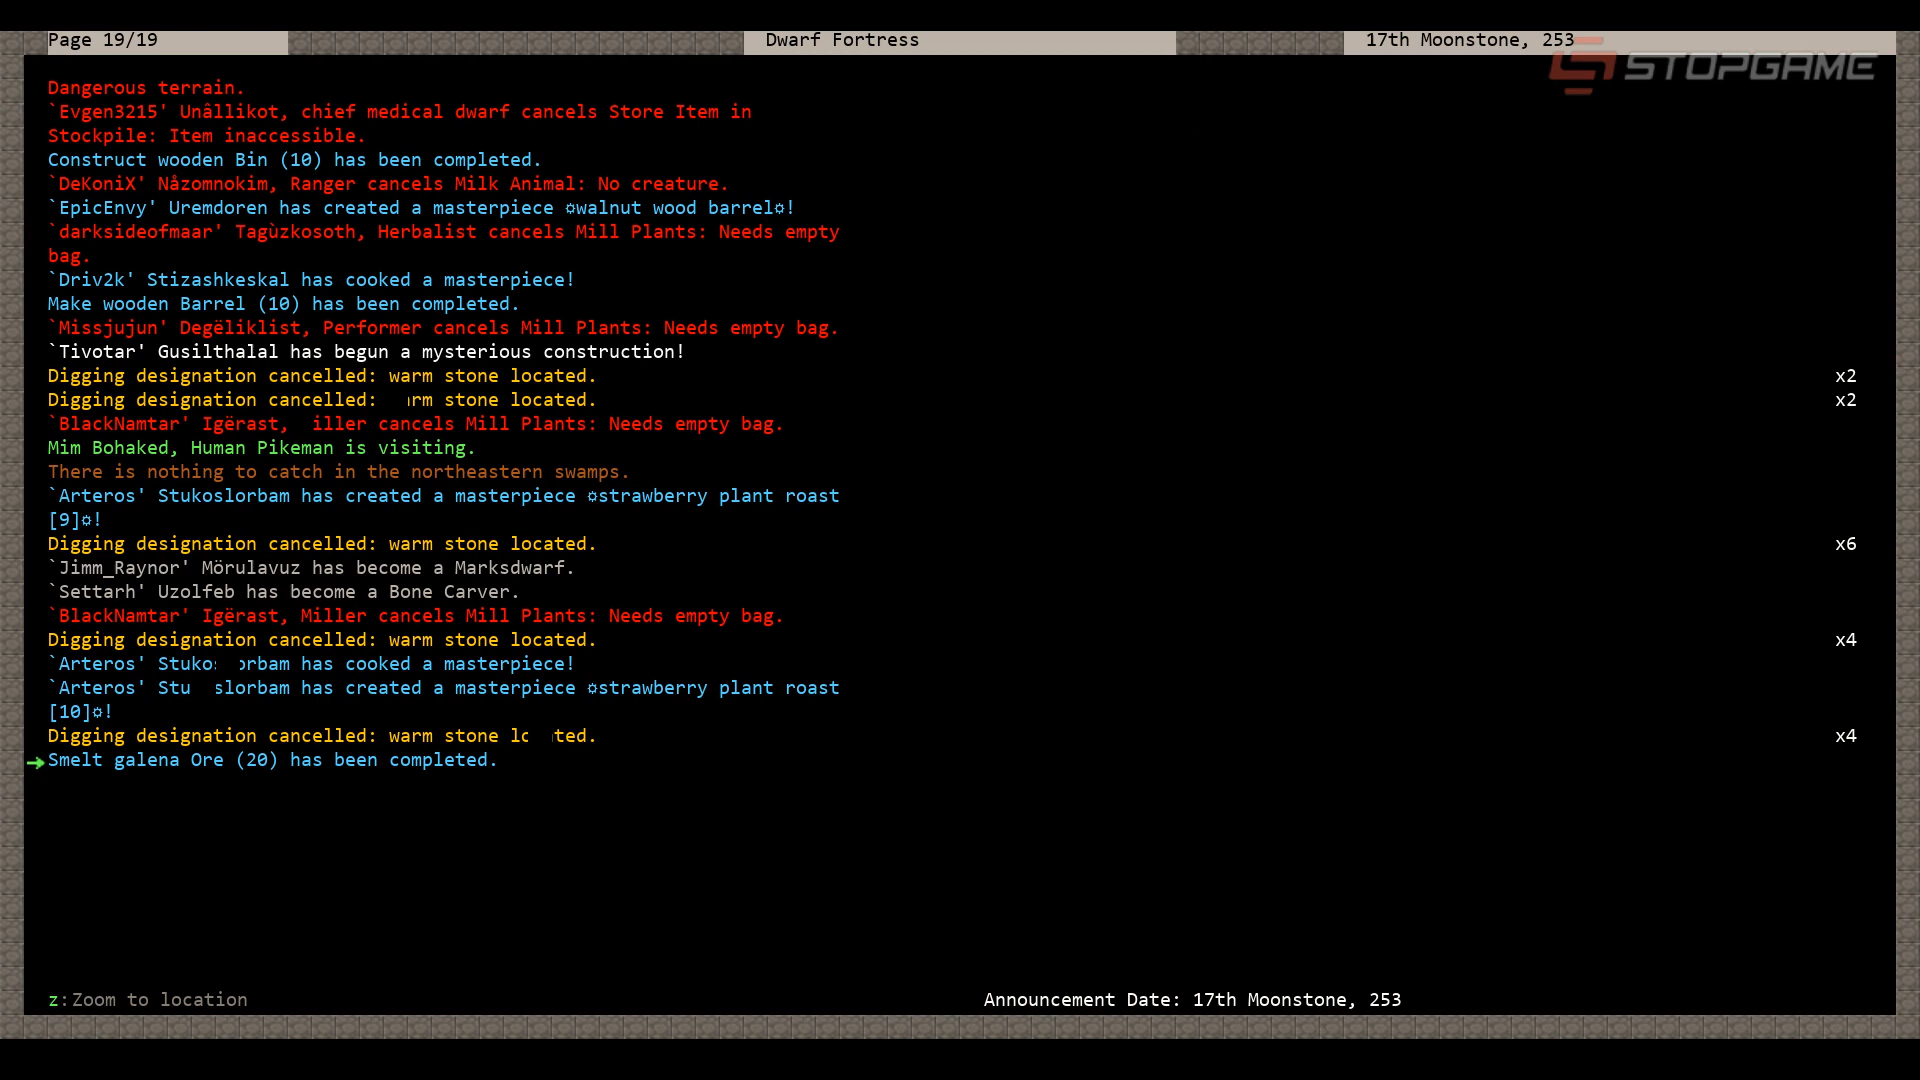 Page 19/19
Dwarf Fortress
17th Moonstone, 253
STOPGAME
Dangerous terrain.
`Evgen3215' Unâllikot, chief medical dwarf cancels Store Item in
Stockpile: Item inaccessible.
Construct wooden Bin (10) has been completed.
`DeKoniX' Nåzomnokim, Ranger cancels Milk Animal: No creature.
`EpicEnvy' Uremdoren has created a masterpiece ☼walnut wood barrel☼!
`darksideofmaar' Tagùzkosoth, Herbalist cancels Mill Plants: Needs empty
bag.
`Driv2k' Stizashkeskal has cooked a masterpiece!
Make wooden Barrel (10) has been completed.
`Missjujun' Degëliklist, Performer cancels Mill Plants: Needs empty bag.
`Tivotar' Gusilthalal has begun a mysterious construction!
Digging designation cancelled: warm stone located. x2
Digging designation cancelled: arm stone located. x2
`BlackNamtar' Igërast, iller cancels Mill Plants: Needs empty bag.
Mim Bohaked, Human Pikeman is visiting.
There is nothing to catch in the northeastern swamps.
`Arteros' Stukoslorbam has created a masterpiece ☼strawberry plant roast
[9]☼!
Digging designation cancelled: warm stone located. x6
`Jimm_Raynor' Mörulavuz has become a Marksdwarf.
`Settarh' Uzolfeb has become a Bone Carver.
`BlackNamtar' Igërast, Miller cancels Mill Plants: Needs empty bag.
Digging designation cancelled: warm stone located. x4
`Arteros' Stuko orbam has cooked a masterpiece!
`Arteros' Stu slorbam has created a masterpiece ☼strawberry plant roast
[10]☼!
Digging designation cancelled: warm stone lo ted. x4
Smelt galena Ore (20) has been completed.
z:Zoom to location
Announcement Date: 17th Moonstone, 253